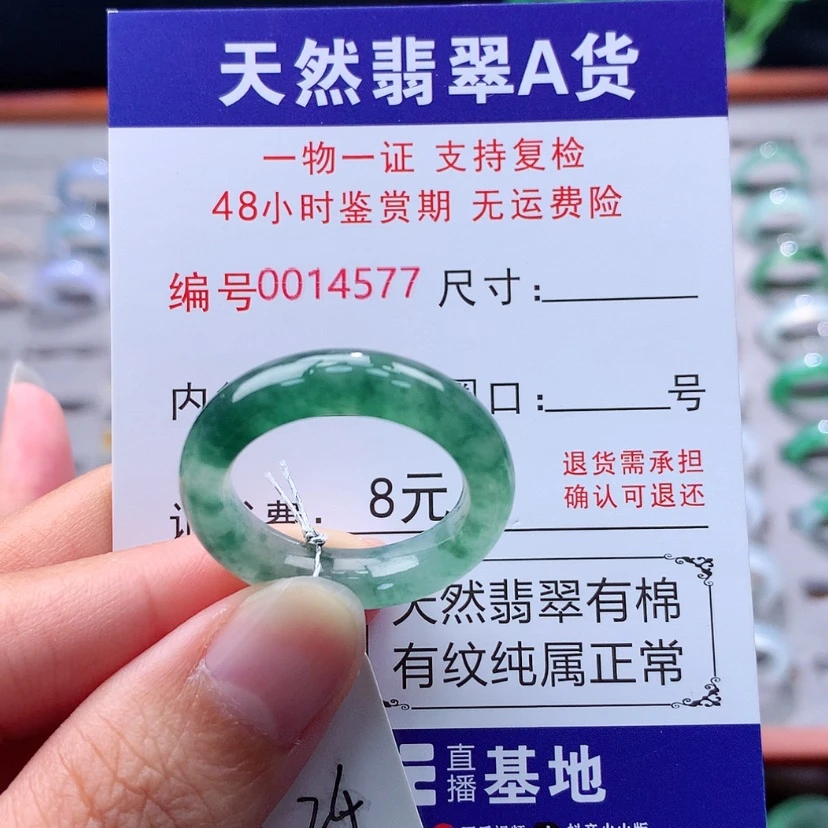 天然翡翠A货
一物一证 支持复检
48小时鉴赏期 无运费险
编号0014577 尺寸:
内 圈口: 号
退货需承担
8元
确认可退还
天然翡翠有棉
有纹纯属正常
直播基地